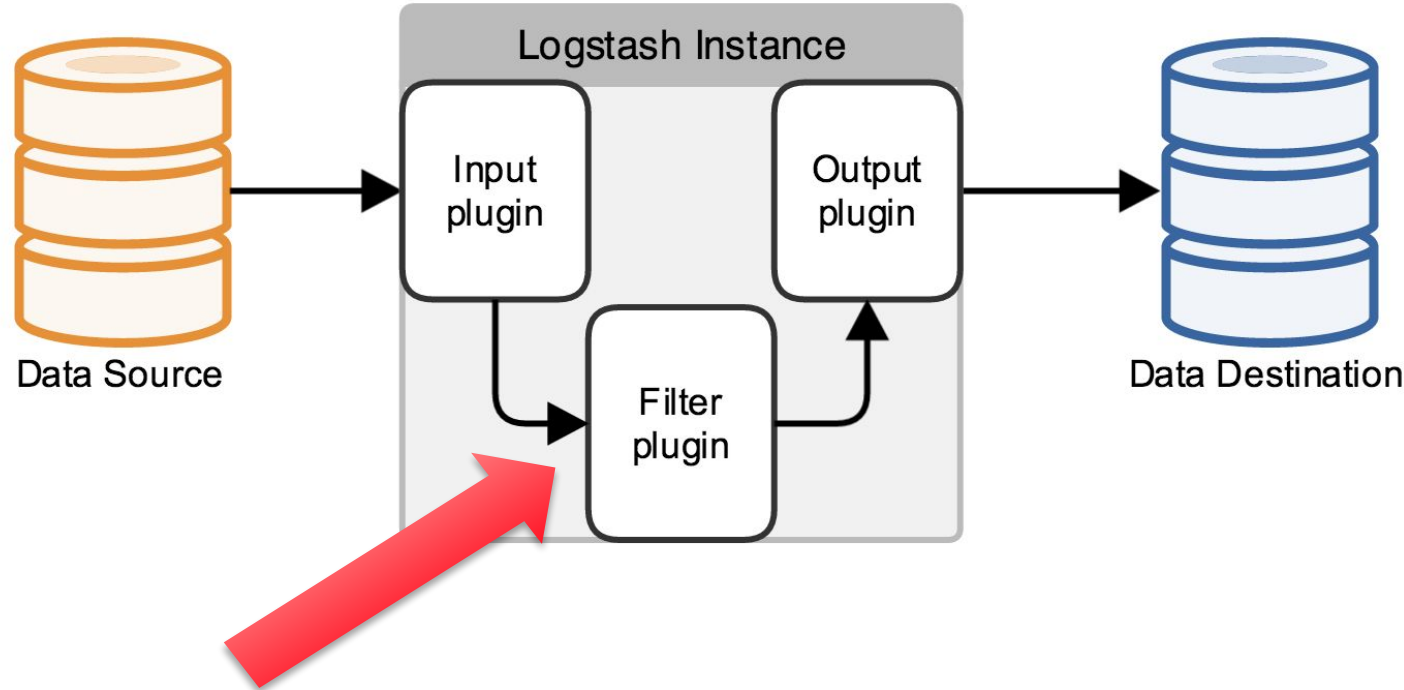 Logstash Instance
Input
plugin
Output
plugin
Filter
plugin
Data Source
Data Destination